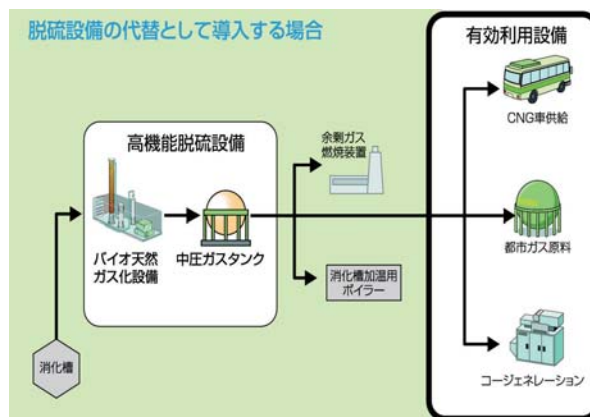 脱硫設備の代替として導入する場合
有効利用設備
CNG車供給
高機能脱硫設備
余剰ガス
燃焼装置
バイオ天然
ガス化設備
中圧ガスタンク
都市ガス原料
消化槽加温用
ボイラー
消化槽
コージェネレーション